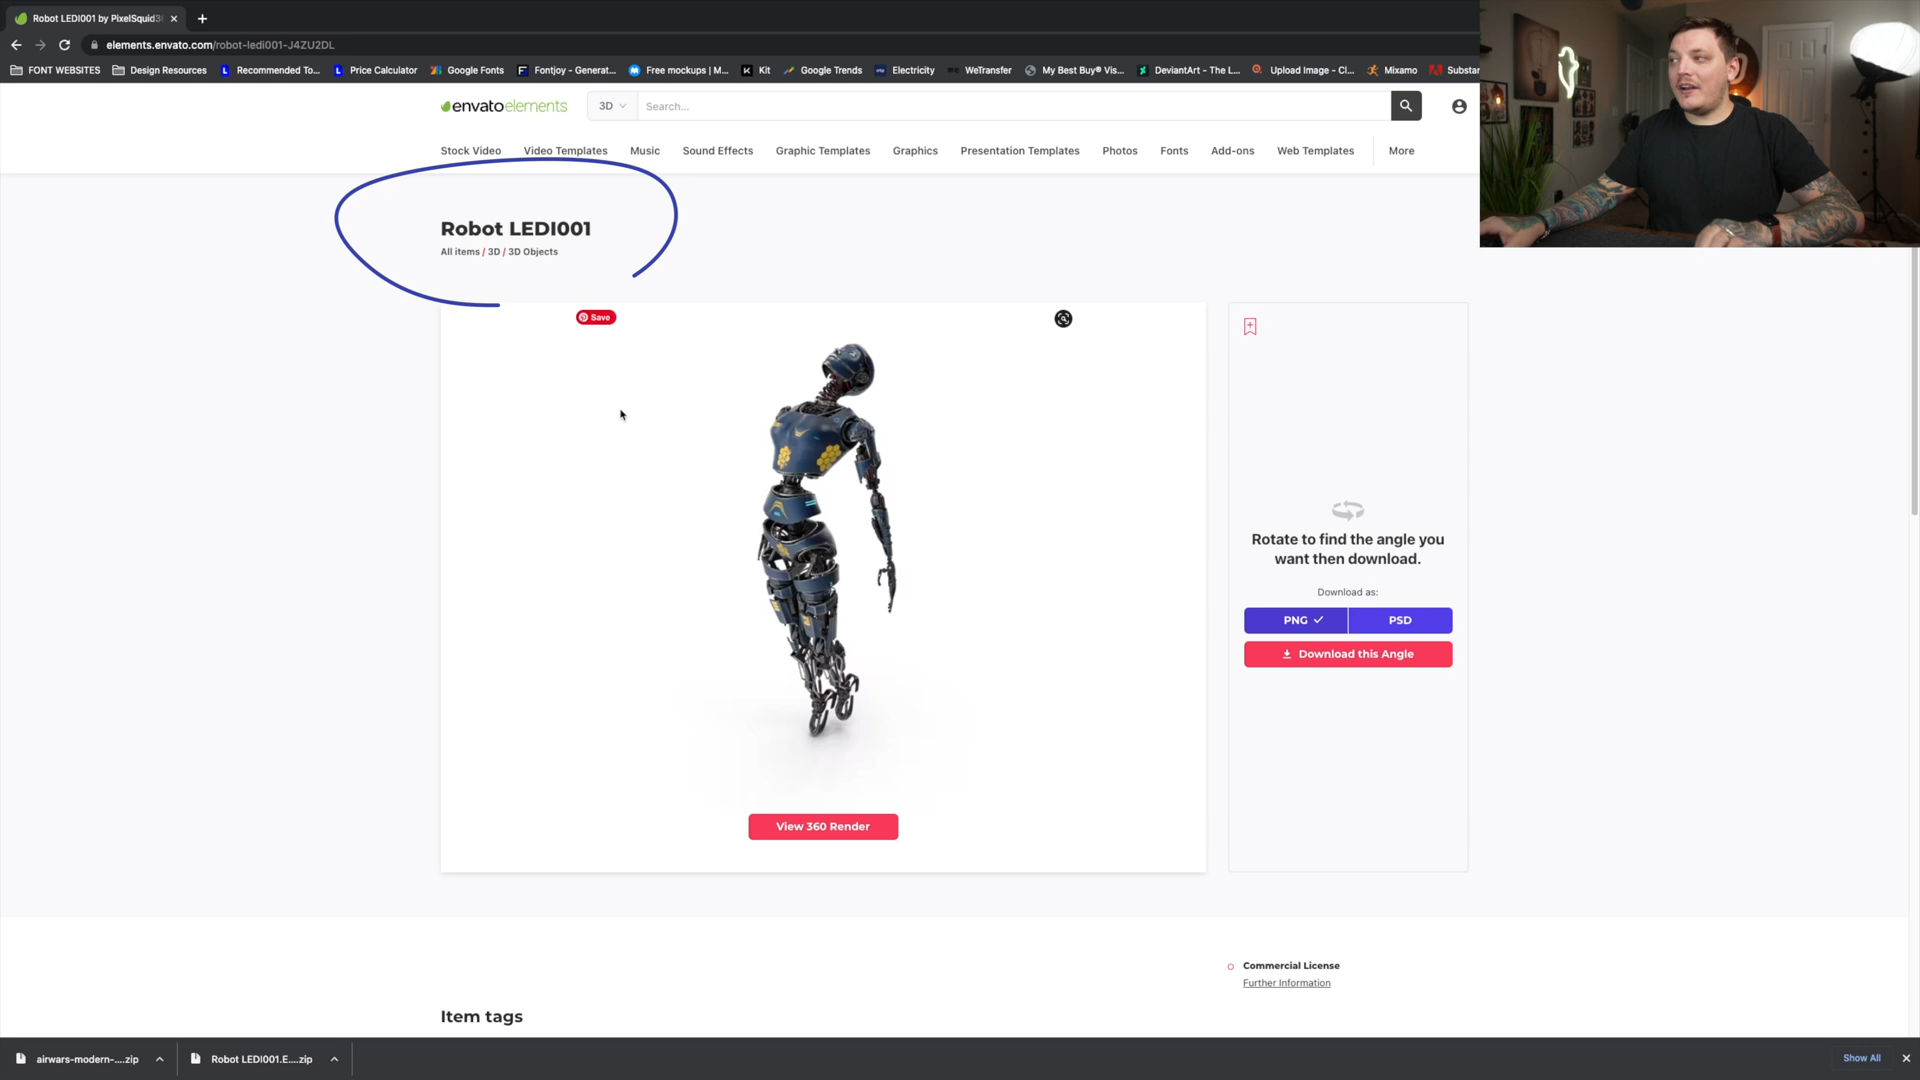 Robot LEDI001 by PixelSquid3
elements.envato.com/robot-ledi001-J4ZU2DL
FONT WEBSITES
Design Resources
Recommended To...
Price Calculator
Google Fonts
Fontjoy - Generat...
Free mockups | M...
Kit
Google Trends
Electricity
WeTransfer
My Best Buy® Vis...
DeviantArt - The L...
Upload Image - Cl...
Mixamo
Substan
envatoelements
3D
Search...
Stock Video
Video Templates
Music
Sound Effects
Graphic Templates
Graphics
Presentation Templates
Photos
Fonts
Add-ons
Web Templates
More
Robot LEDI001
All items / 3D / 3D Objects
Save
Rotate to find the angle you
want then download.
Download as:
PNG
PSD
Download this Angle
View 360 Render
Commercial License
Further Information
Item tags
airwars-modern-....zip
Robot LEDI001.E....zip
Show All